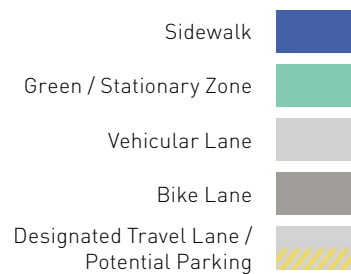 Sidewalk
Green / Stationary Zone
Vehicular Lane
Bike Lane
Designated Travel Lane /
Potential Parking